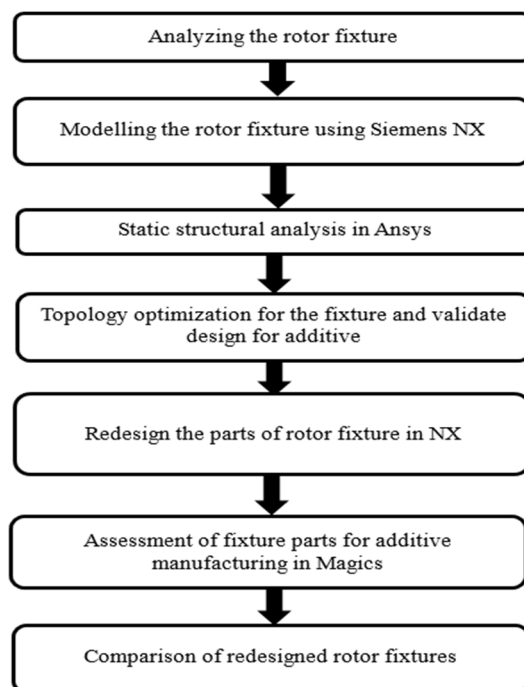 Analyzing the rotor fixture
Modelling the rotor fixture using Siemens NX
Static structural analysis in Ansys
Topology optimization for the fixture and validate
design for additive
Redesign the parts of rotor fixture in NX
Assessment of fixture parts for additive
manufacturing in Magics
Comparison of redesigned rotor fixtures